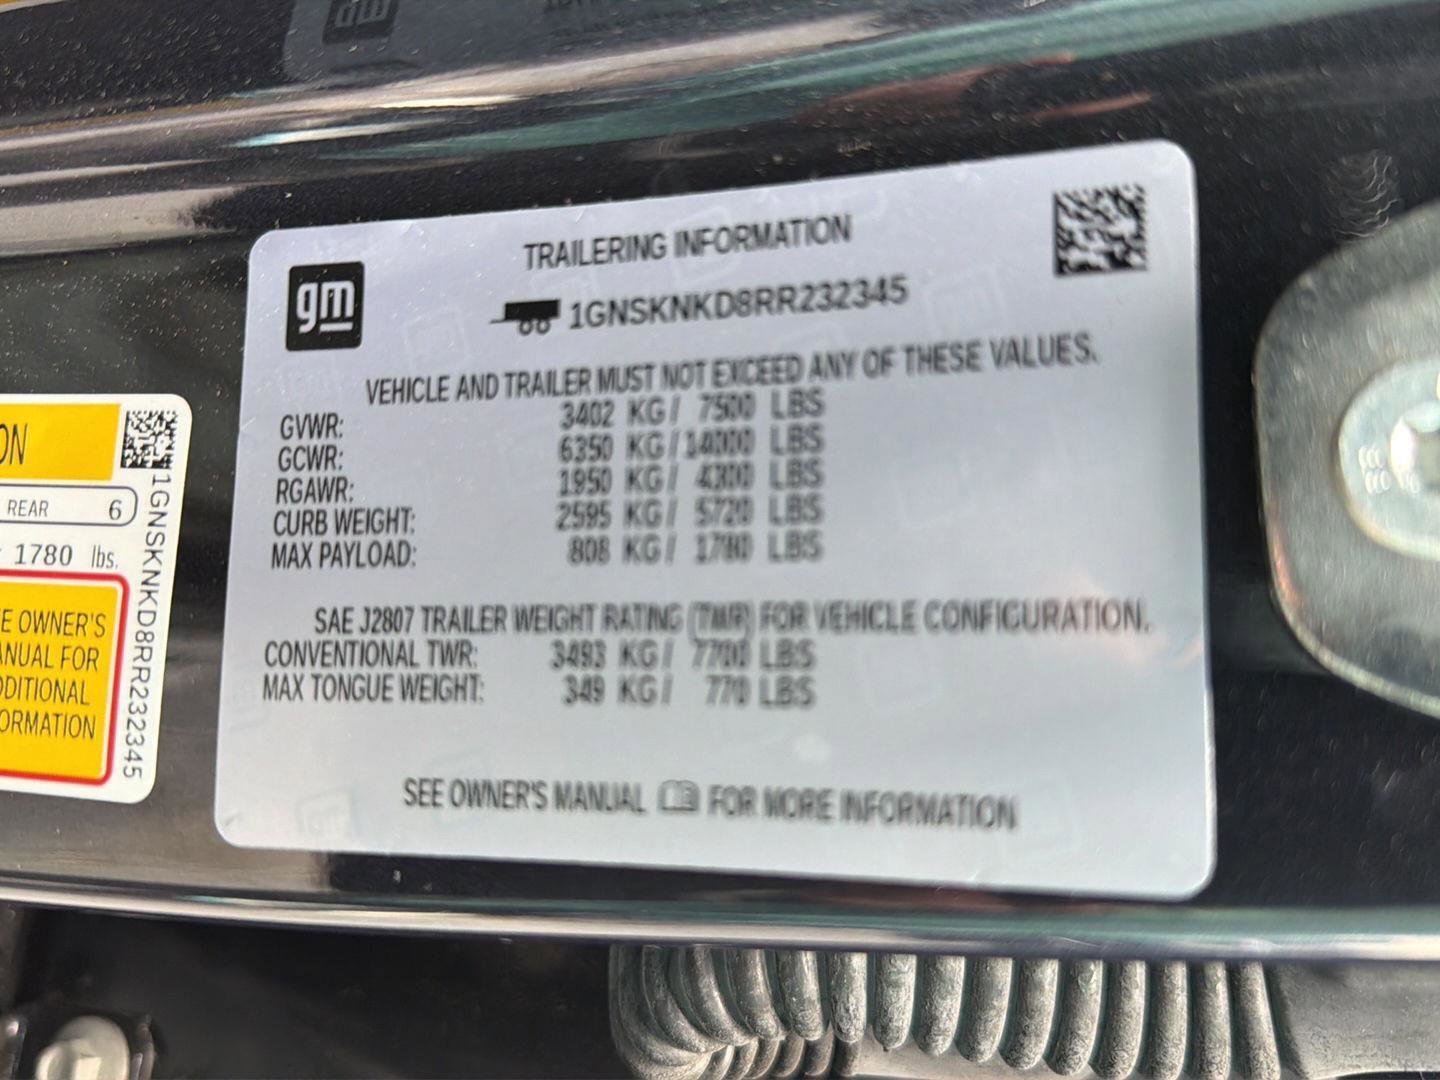 TRAILERING INFORMATION
gm
1GNSKNKD8RR232345
VEHICLE AND TRAILER MUST NOT EXCEED ANY OF THESE VALUES.
GVWR: 3402 KG/ 7500 LBS
GCWR: 6350 KG/14000 LBS
RGAWR: 1950 KG/ 4300 LBS
CURB WEIGHT: 2595 KG/ 5720 LBS
MAX PAYLOAD: 808 KG/ 1780 LBS
SAE J2807 TRAILER WEIGHT RATING (TWR) FOR VEHICLE CONFIGURATION.
CONVENTIONAL TWR: 3493 KG/ 7700 LBS
MAX TONGUE WEIGHT: 349 KG/ 770 LBS
SEE OWNER'S MANUAL FOR MORE INFORMATION
ON
REAR 6
1780 lbs.
E OWNER'S
ANUAL FOR
DDITIONAL
ORMATION
1GNSKNKD8RR232345